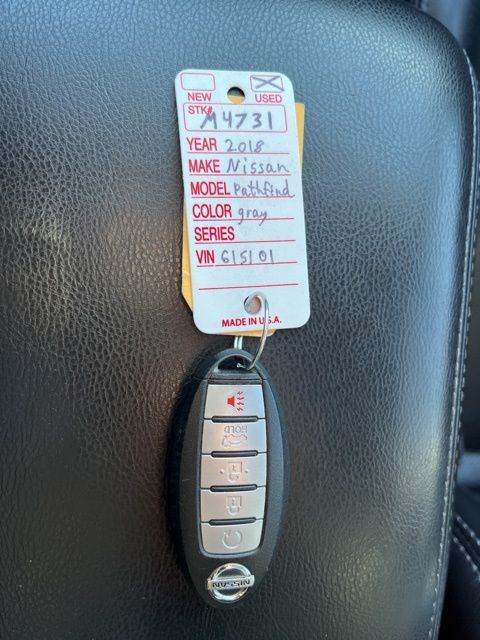 NEW USED
STK# M4731
YEAR 2018
MAKE Nissan
MODEL Pathfind
COLOR gray
SERIES
VIN 615101
MADE IN U.S.A.
HOLD
NISSAN